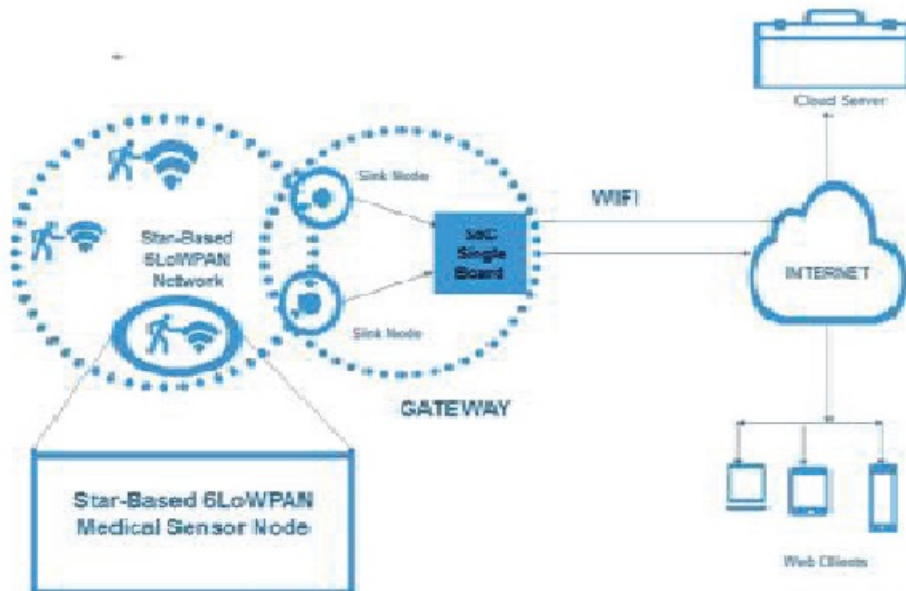 iCloud Server
Sink Node
WIFI
Star-Based
6LoWPAN
Network
SBC
Single
Board
INTERNET
Sink Node
GATEWAY
Star-Based 6LoWPAN
Medical Sensor Node
Web Clients